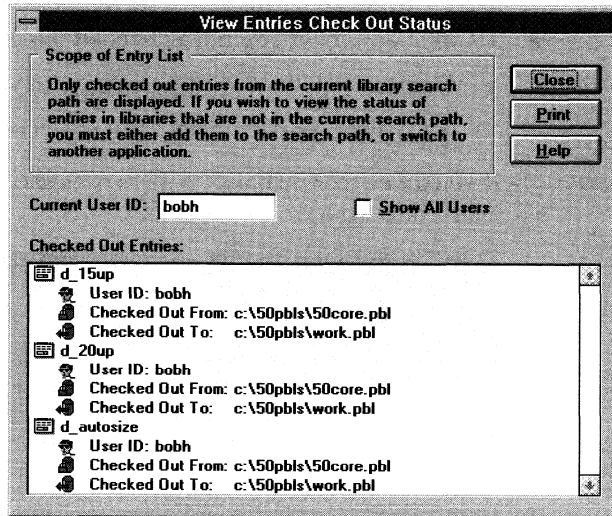 View Entries Check Out Status
Scope of Entry List
Only checked out entries from the current library search
path are displayed. If you wish to view the status of
entries in libraries that are not in the current search path,
you must either add them to the search path, or switch to
another application.
Close
Print
Help
Current User ID: bobh
Show All Users
Checked Out Entries:
d_15up
User ID: bobh
Checked Out From: c:\50pbls\50core.pbl
Checked Out To: c:\50pbls\work.pbl
d_20up
User ID: bobh
Checked Out From: c:\50pbls\50core.pbl
Checked Out To: c:\50pbls\work.pbl
d_autosize
User ID: bobh
Checked Out From: c:\50pbls\50core.pbl
Checked Out To: c:\50pbls\work.pbl